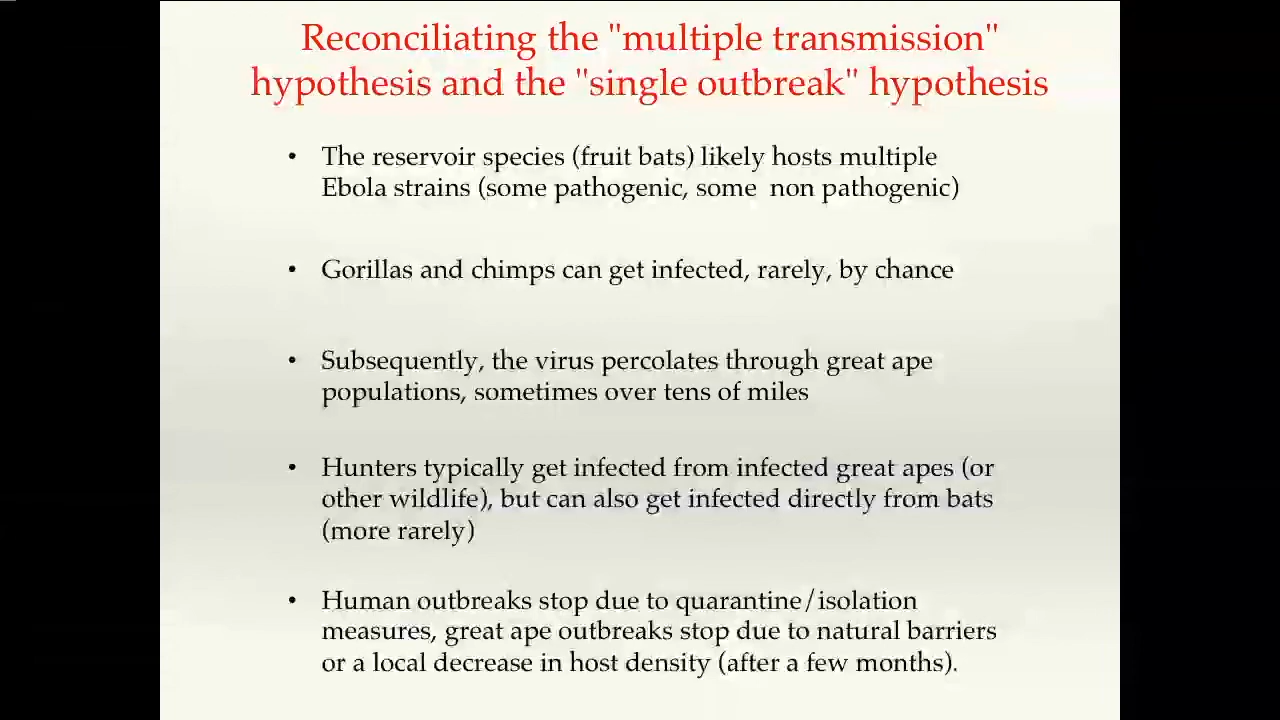 Reconciliating the "multiple transmission"
hypothesis and the "single outbreak" hypothesis
• The reservoir species (fruit bats) likely hosts multiple
Ebola strains (some pathogenic, some  non pathogenic)
• Gorillas and chimps can get infected, rarely, by chance
• Subsequently, the virus percolates through great ape
populations, sometimes over tens of miles
• Hunters typically get infected from infected great apes (or
other wildlife), but can also get infected directly from bats
(more rarely)
• Human outbreaks stop due to quarantine/isolation
measures, great ape outbreaks stop due to natural barriers
or a local decrease in host density (after a few months).